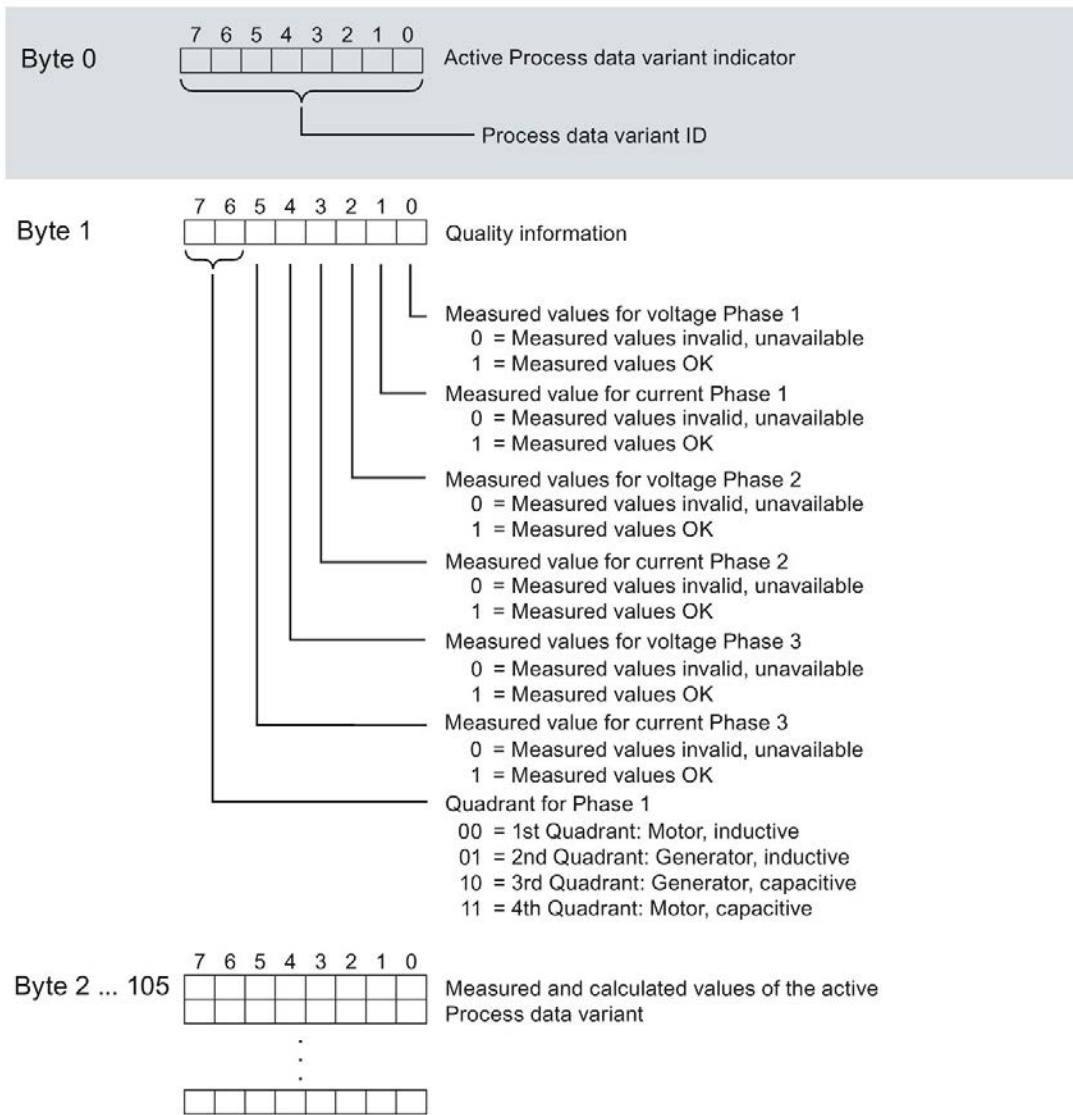 7 6 5 4 3 2 1 0
Byte 0
Active Process data variant indicator
Process data variant ID
7 6 5 4 3 2 1 0
Byte 1
Quality information
Measured values for voltage Phase 1
0 = Measured values invalid, unavailable
1 = Measured values OK
Measured value for current Phase 1
0 = Measured values invalid, unavailable
1 = Measured values OK
Measured values for voltage Phase 2
0 = Measured values invalid, unavailable
1 = Measured values OK
Measured value for current Phase 2
0 = Measured values invalid, unavailable
1 = Measured values OK
Measured values for voltage Phase 3
0 = Measured values invalid, unavailable
1 = Measured values OK
Measured value for current Phase 3
0 = Measured values invalid, unavailable
1 = Measured values OK
Quadrant for Phase 1
00 = 1st Quadrant: Motor, inductive
01 = 2nd Quadrant: Generator, inductive
10 = 3rd Quadrant: Generator, capacitive
11 = 4th Quadrant: Motor, capacitive
7 6 5 4 3 2 1 0
Byte 2 ... 105
Measured and calculated values of the active
Process data variant